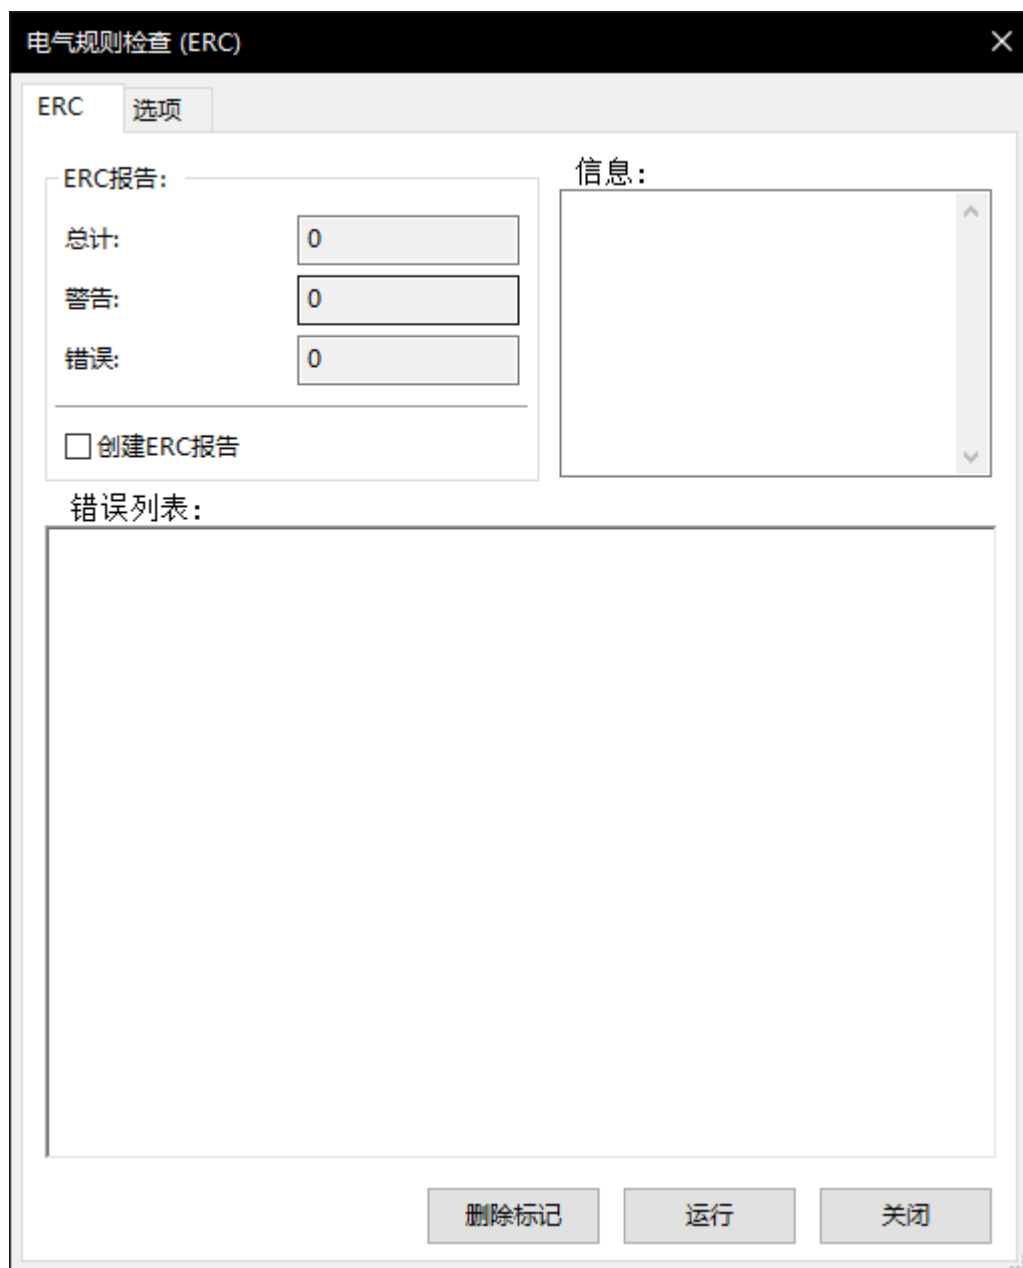 电气规则检查 (ERC)
ERC 选项
ERC报告:
信息:
总计: 0
警告: 0
错误: 0
创建ERC报告
错误列表:
删除标记 运行 关闭